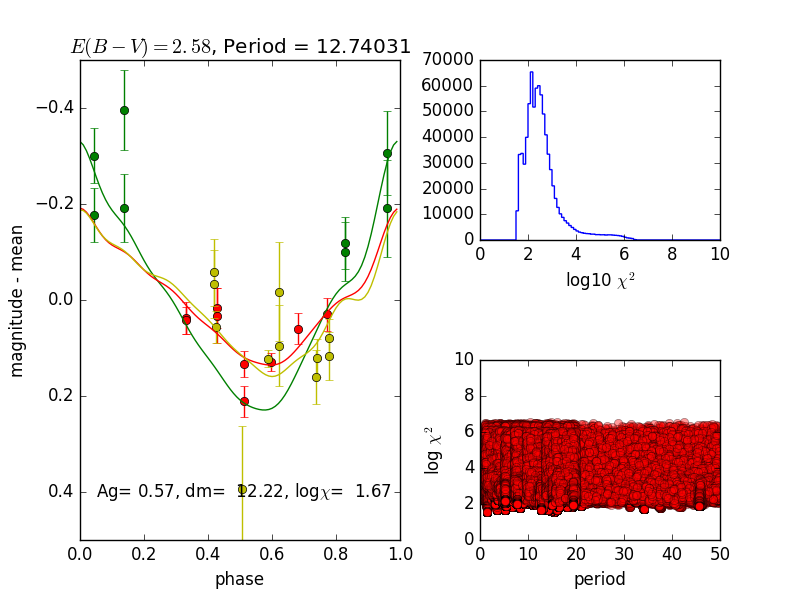 E(B − V) = 2.58, Period = 12.74031
−0.4
−0.2
0.0
0.2
0.4
magnitude - mean
Ag= 0.57, dm= 12.22, logχ= 1.67
0.0 0.2 0.4 0.6 0.8 1.0
phase
70000
60000
50000
40000
30000
20000
10000
0
0 2 4 6 8 10
log10 χ²
10
8
6
4
2
0
log χ²
0 10 20 30 40 50
period